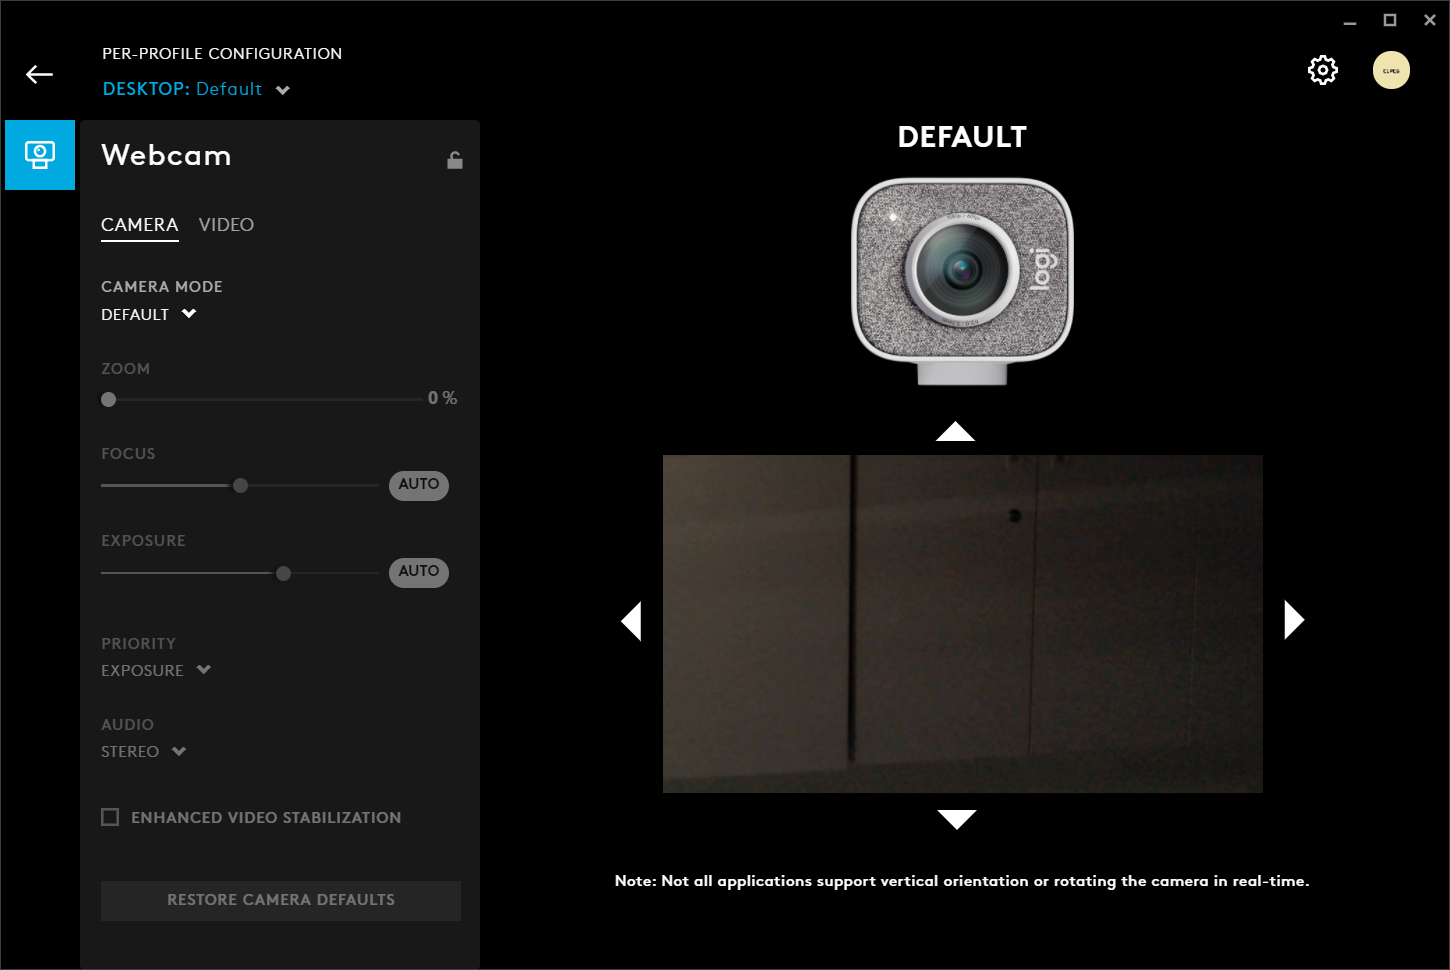 PER-PROFILE CONFIGURATION
DESKTOP: Default
Webcam
CAMERA VIDEO
CAMERA MODE
DEFAULT
ZOOM
0 %
FOCUS
AUTO
EXPOSURE
AUTO
PRIORITY
EXPOSURE
AUDIO
STEREO
ENHANCED VIDEO STABILIZATION
RESTORE CAMERA DEFAULTS
DEFAULT
logi
Note: Not all applications support vertical orientation or rotating the camera in real-time.